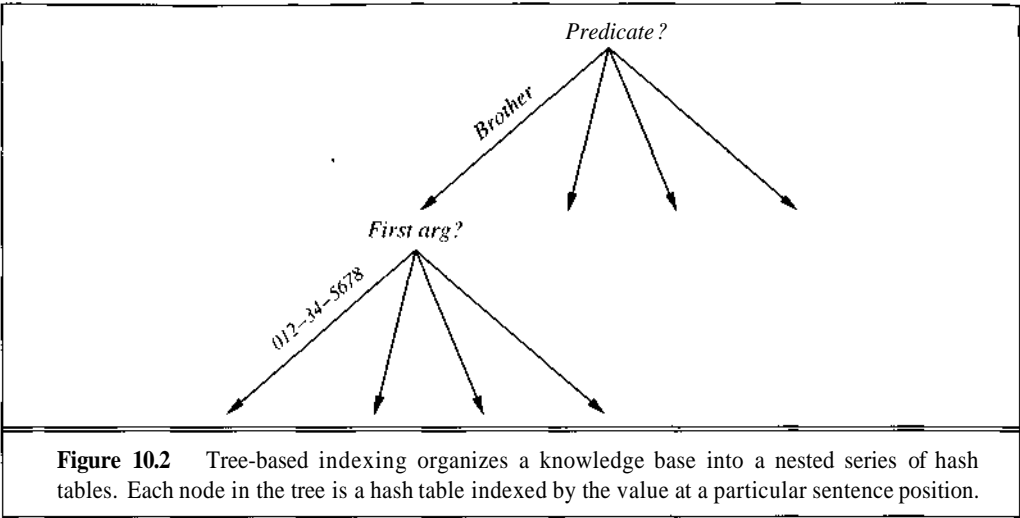 Predicate?
Brother
First arg?
012-34-5678
Figure 10.2 Tree-based indexing organizes a knowledge base into a nested series of hash
tables. Each node in the tree is a hash table indexed by the value at a particular sentence position.